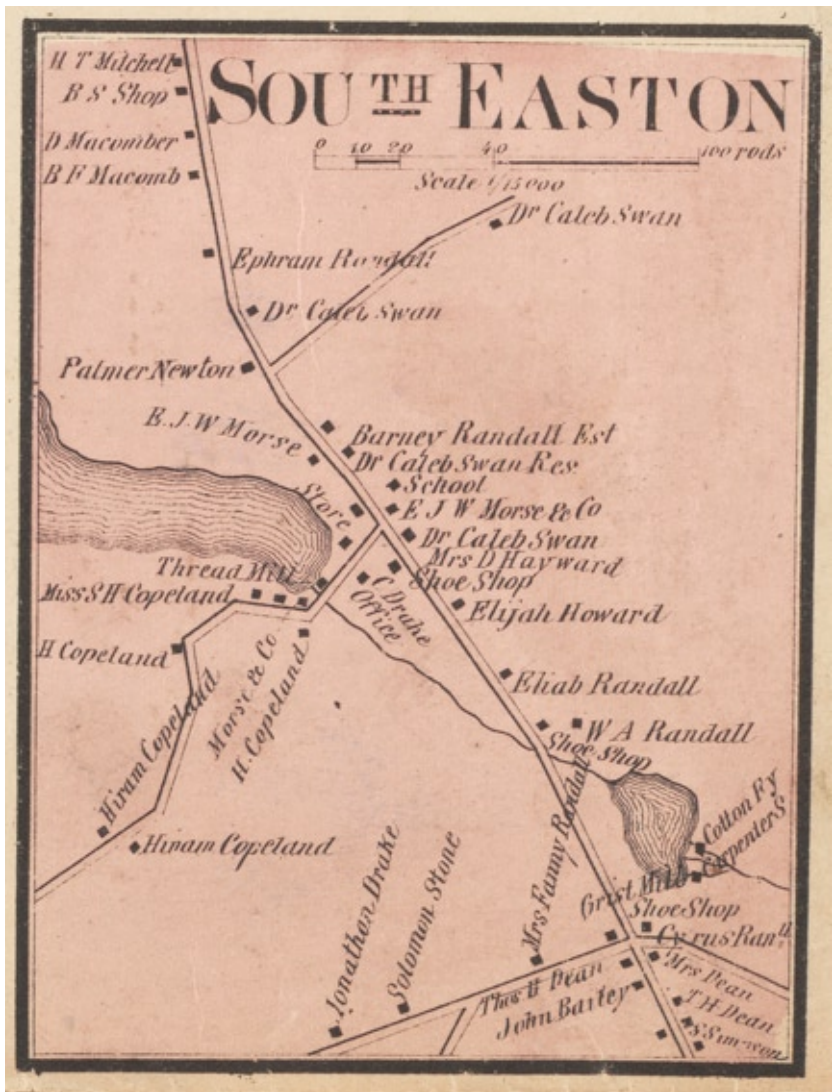 SOUTH EASTON
0 10 20 40 100 rods
Scale 1/15000
H T Mitchell
B S Shop
D Macomber
B F Macomb
Dr Caleb Swan
Ephram Randall
Dr Caleb Swan
Palmer Newton
E. J. W Morse
Barney Randall Est
Dr Caleb Swan Res
School
Store
E J W Morse & Co
Dr Caleb Swan
Mrs D Hayward
Thread Mill
Shoe Shop
Miss S H Copeland
C Drake
Office
Elijah Howard
H Copeland
Morse & Co
H. Copeland
Eliab Randall
Hiram Copeland
W A Randall
Shoe Shop
Hiram Copeland
Cotton Fy
Carpenter S
Jonathon Drake
Solomon Stone
Mrs Fanny Randall
Grist Mill
Shoe Shop
Cyrus Ranll
Thos H Dean
Mrs Dean
John Bailey
T H Dean